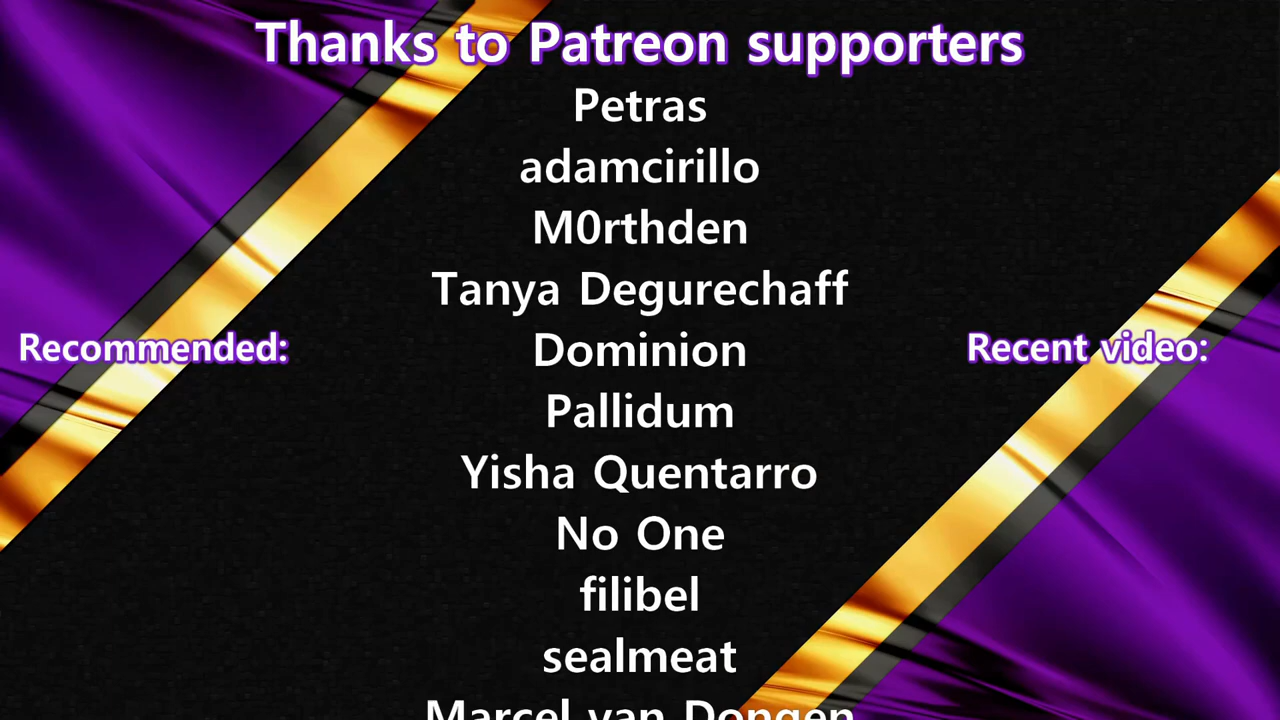 Thanks to Patreon supporters
Petras
adamcirillo
M0rthden
Tanya Degurechaff
Recommended:
Dominion
Recent video:
Pallidum
Yisha Quentarro
No One
filibel
sealmeat
Marcel van Dongen